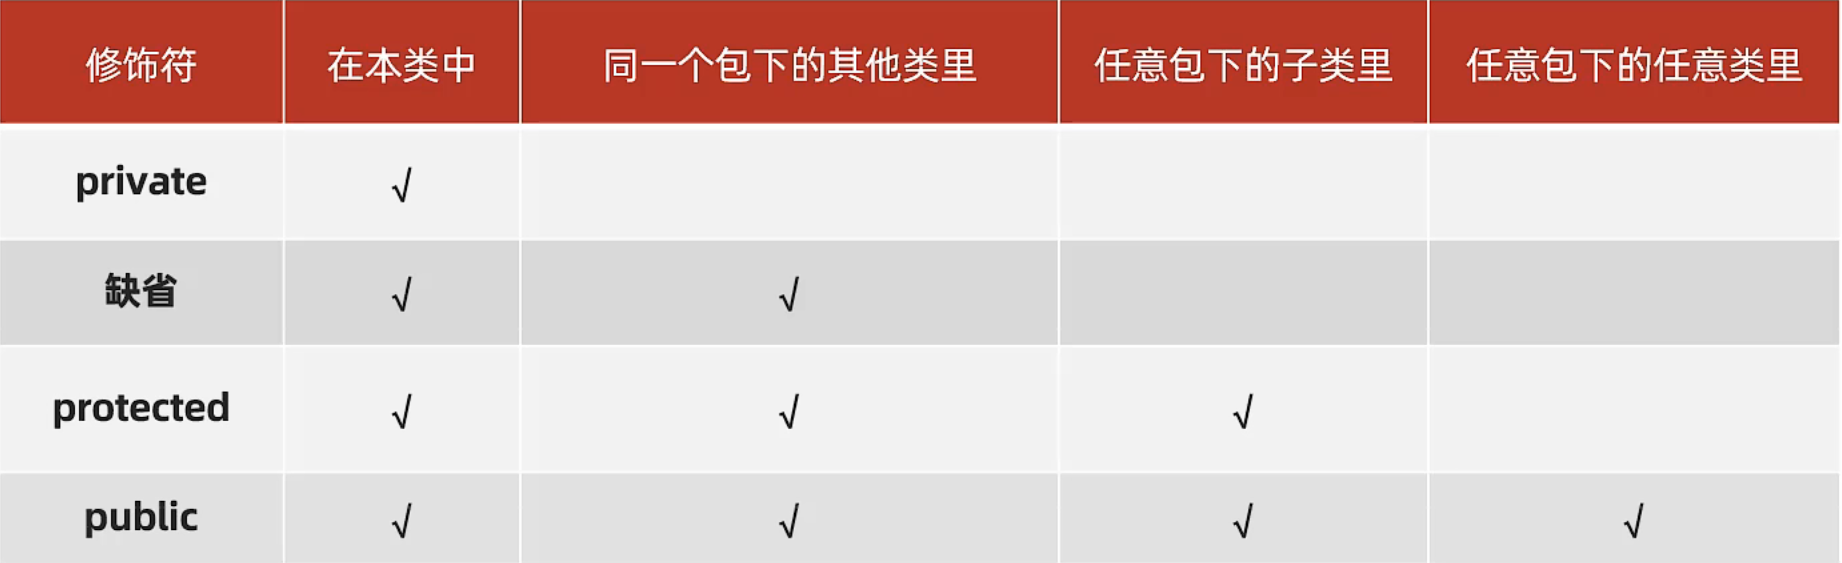 修饰符 在本类中 同一个包下的其他类里 任意包下的子类里 任意包下的任意类里
private √
缺省 √ √
protected √ √ √
public √ √ √ √